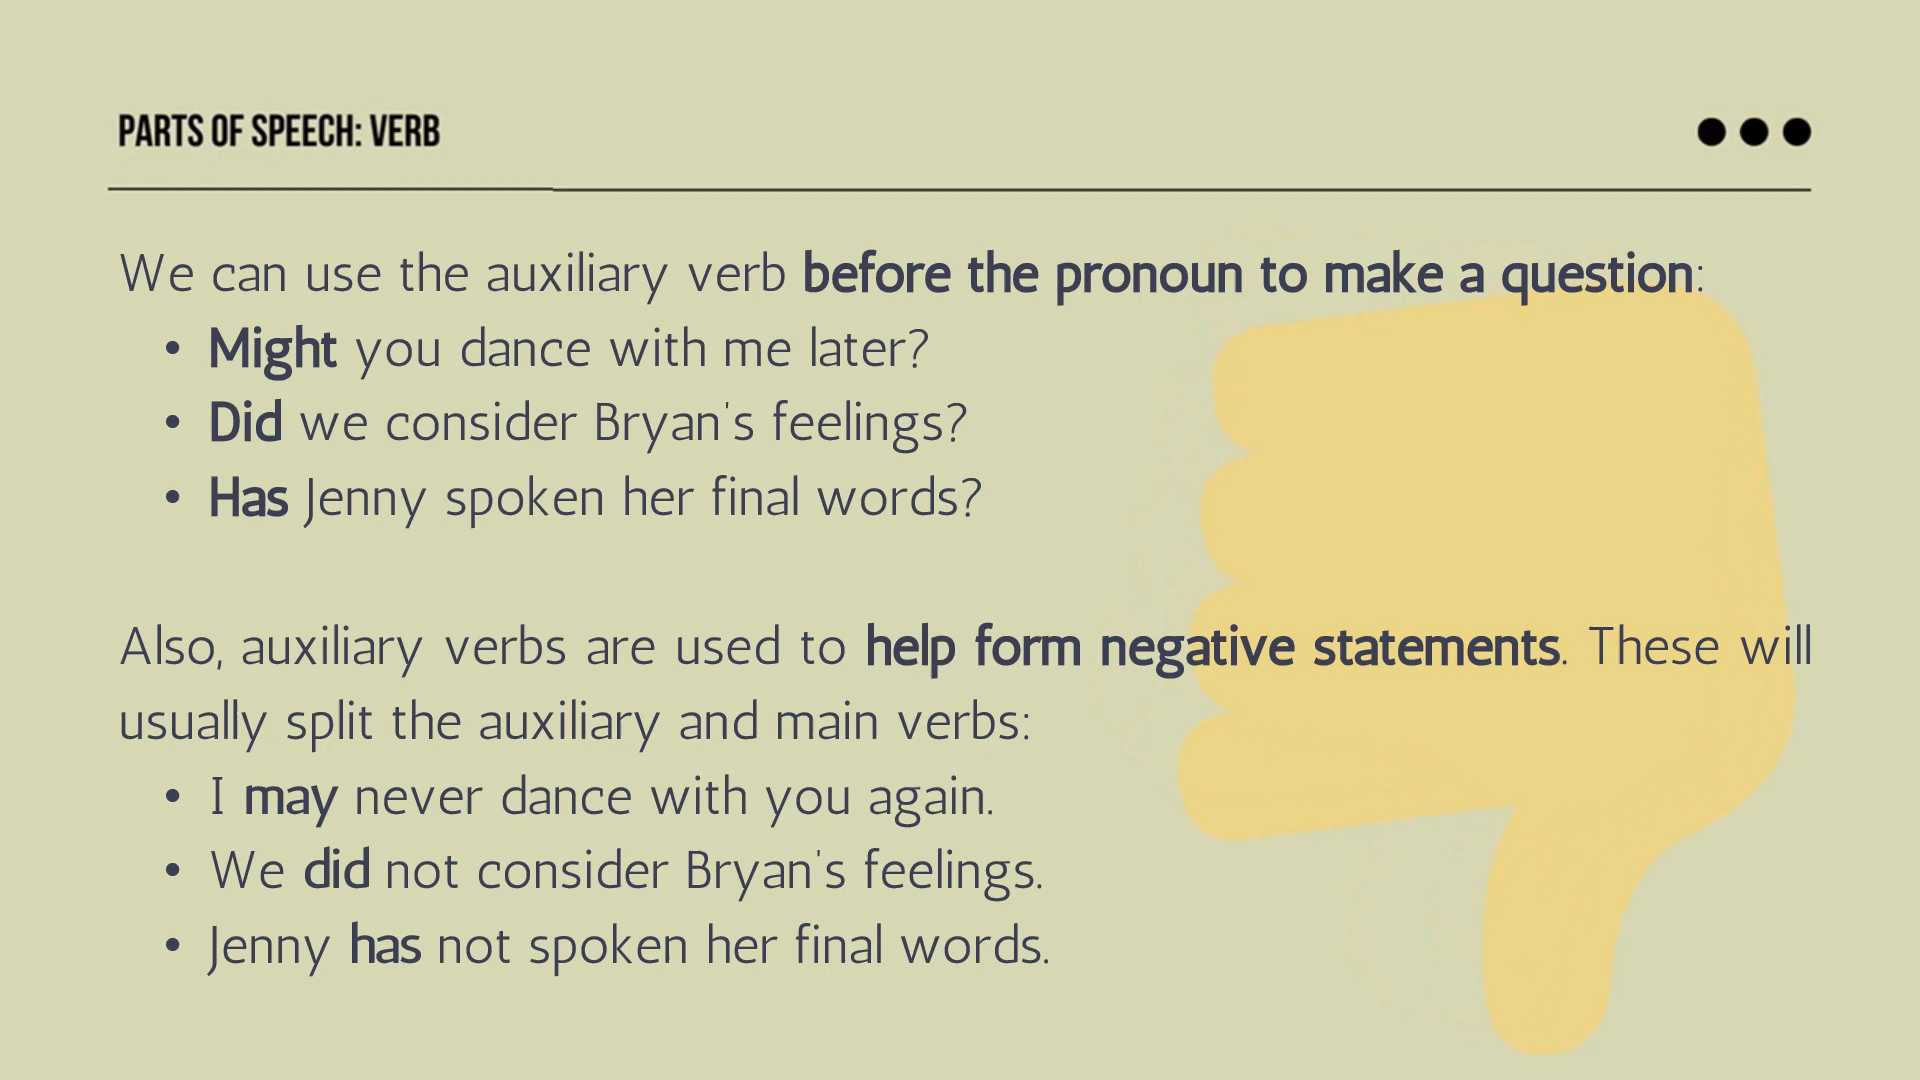 PARTS OF SPEECH: VERB
We can use the auxiliary verb before the pronoun to make a question:
• Might you dance with me later?
• Did we consider Bryan's feelings?
• Has Jenny spoken her final words?
Also, auxiliary verbs are used to help form negative statements. These will
usually split the auxiliary and main verbs:
• I may never dance with you again.
• We did not consider Bryan's feelings.
• Jenny has not spoken her final words.